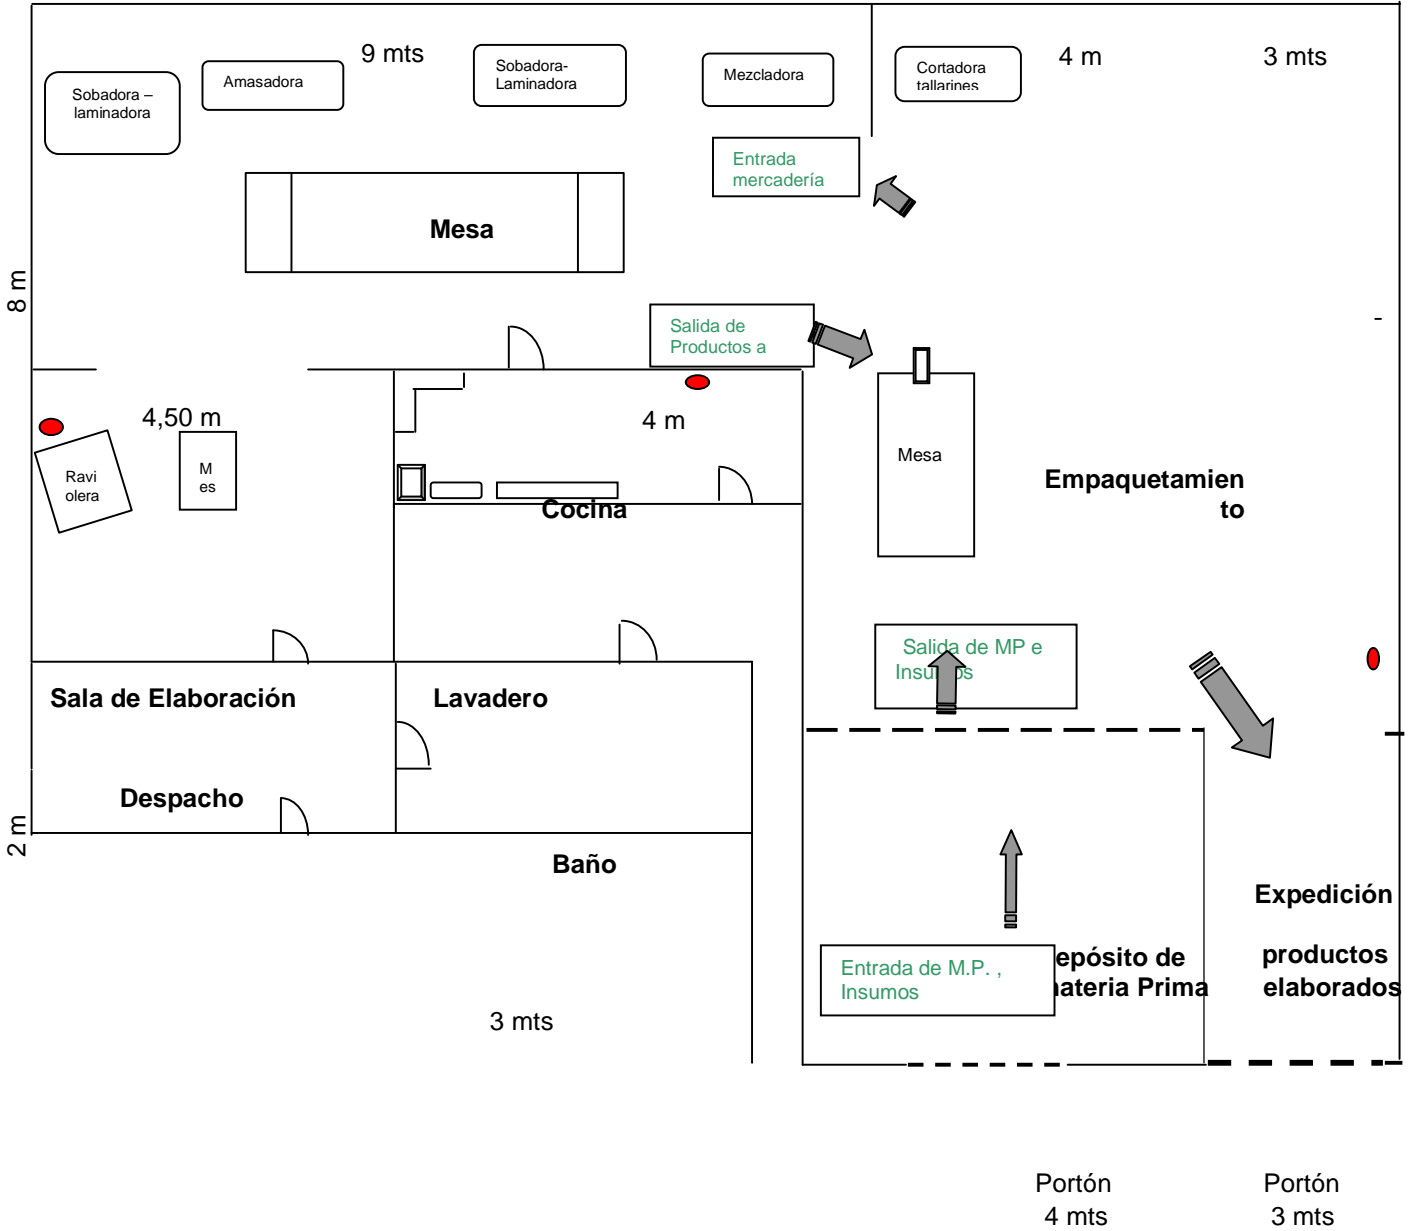 9 mts
4 m
3 mts
Sobadora –
laminadora
Amasadora
Sobadora-
Laminadora
Mezcladora
Cortadora
tallarines
Entrada
mercadería
Mesa
8 m
Salida de
Productos a
4,50 m
4 m
Ravi
olera
M
es
Mesa
Cocina
Empaquetamien
to
Salida de MP e
Insumos
Sala de Elaboración
Lavadero
Despacho
2 m
Baño
Expedición
productos
elaborados
epósito de
ateria Prima
Entrada de M.P. ,
Insumos
3 mts
Portón
4 mts
Portón
3 mts